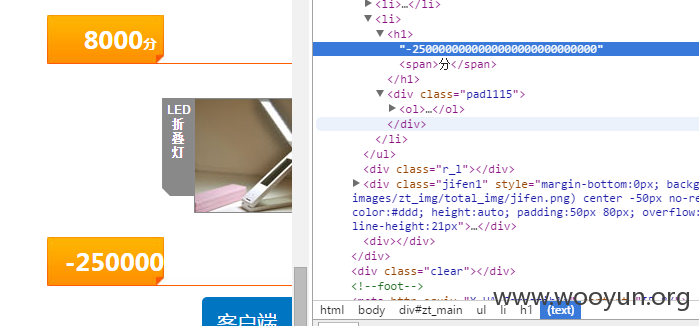 8000分
LED
折
叠
灯
-250000
客户端
<li>…</li>
<li>
<h1>
"-2500000000000000000000000000"
<span>分</span>
</h1>
<div class="padl115">
<ol>…</ol>
</div>
</li>
</ul>
<div class="r_l"></div>
<div class="jifen1" style="margin-bottom:0px; backg
images/zt_img/total_img/jifen.png) center -50px no-re
color:#ddd; height:auto; padding:50px 80px; overflow:
line-height:21px">…</div>
<div></div>
</div>
<div class="clear"></div>
<!--foot-->
www.wooyun.org
html body div#zt_main ul li h1 (text)